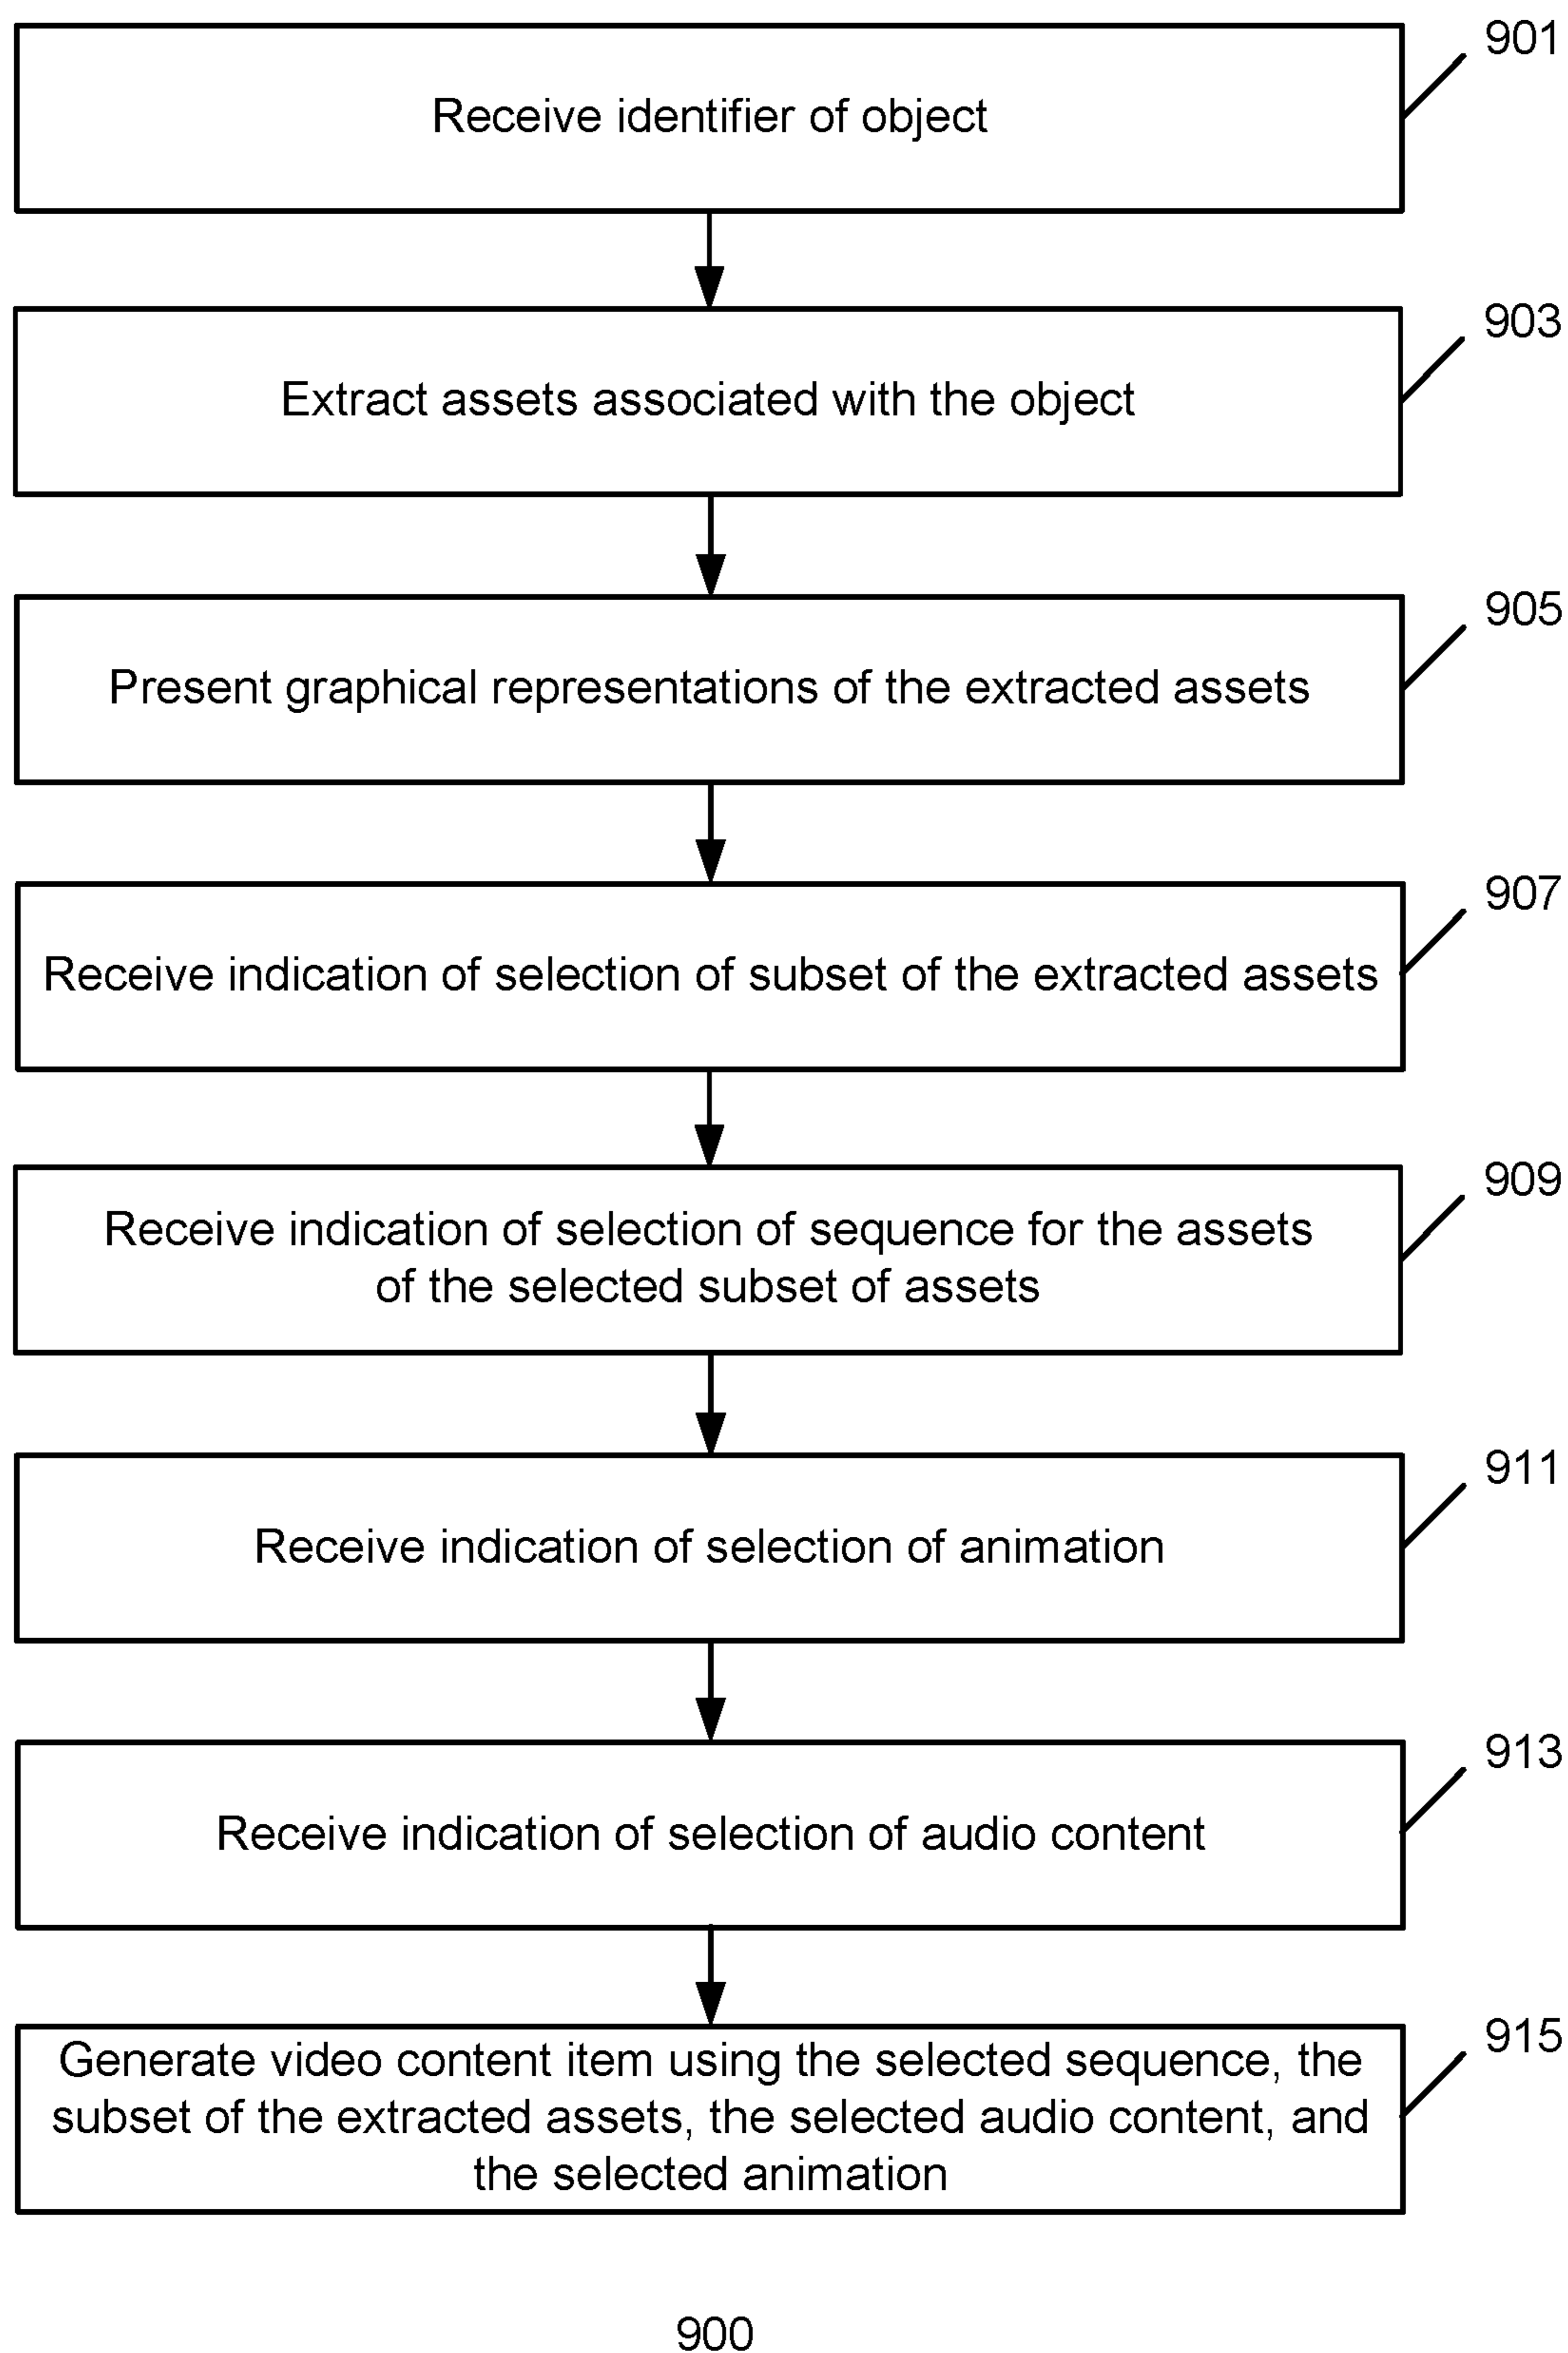 901
Receive identifier of object
903
Extract assets associated with the object
905
Present graphical representations of the extracted assets
907
Receive indication of selection of subset of the extracted assets
909
Receive indication of selection of sequence for the assets
of the selected subset of assets
911
Receive indication of selection of animation
913
Receive indication of selection of audio content
915
Generate video content item using the selected sequence, the
subset of the extracted assets, the selected audio content, and
the selected animation
900